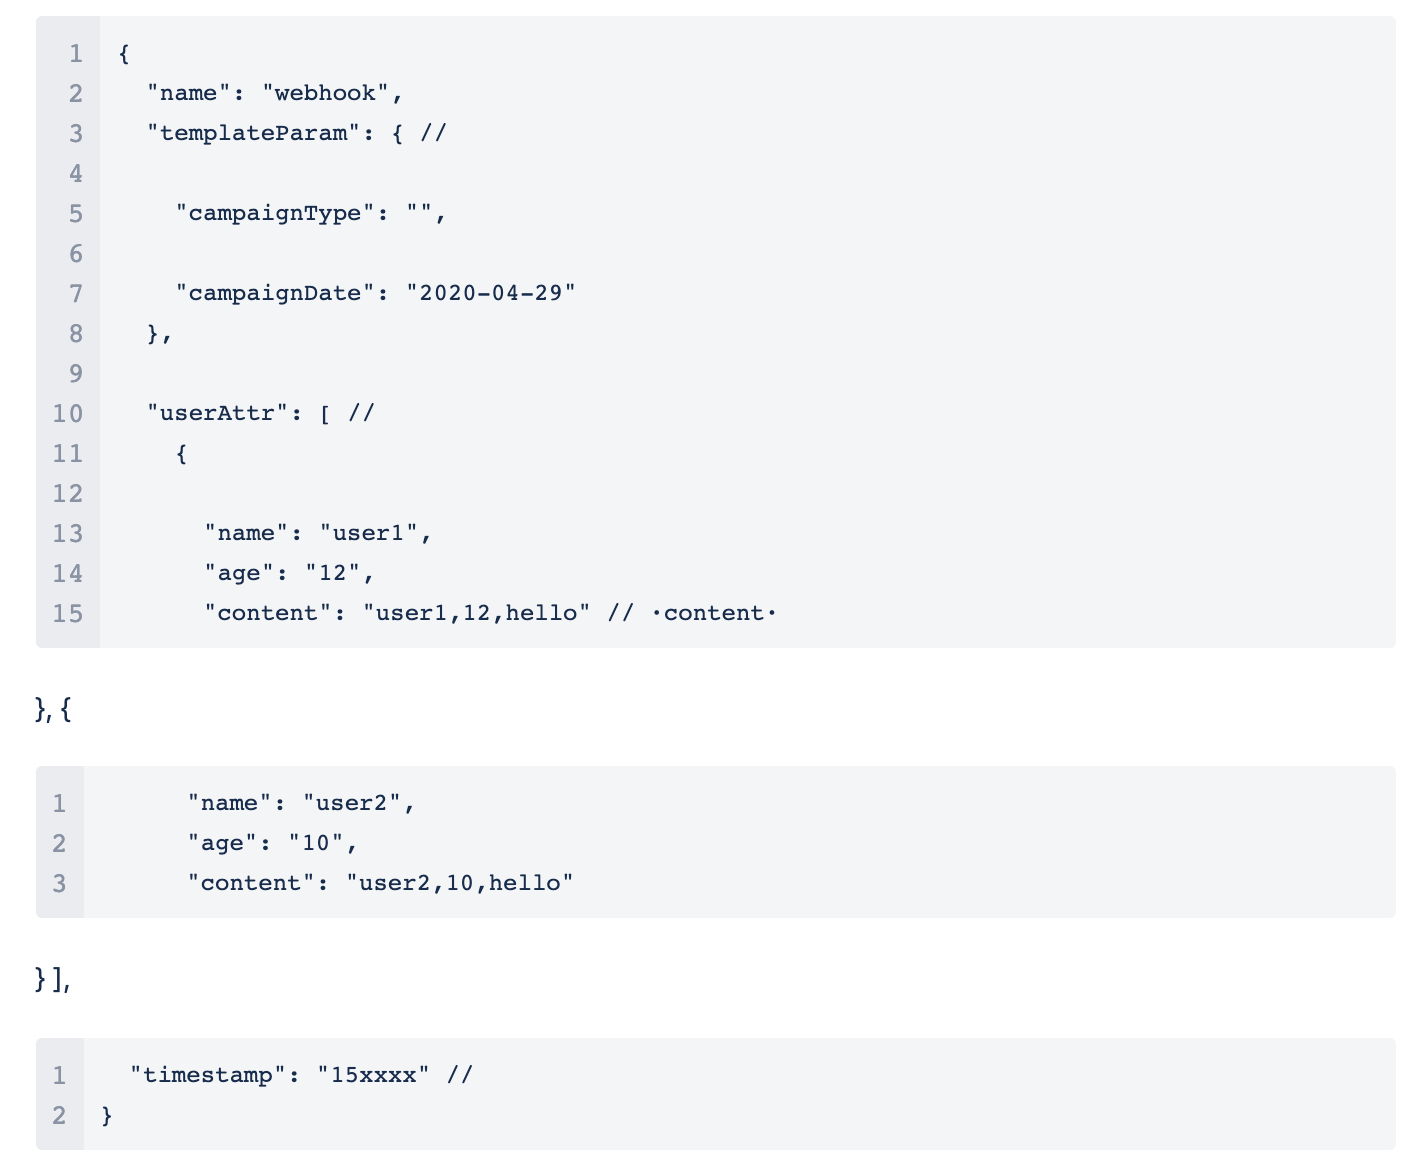 1 {
2   "name": "webhook",
3   "templateParam": { //
4
5     "campaignType": "",
6
7     "campaignDate": "2020-04-29"
8   },
9
10   "userAttr": [ //
11     {
12
13       "name": "user1",
14       "age": "12",
15       "content": "user1,12,hello" // ·content·
}, {
1       "name": "user2",
2       "age": "10",
3       "content": "user2,10,hello"
} ],
1   "timestamp": "15xxxx" //
2 }